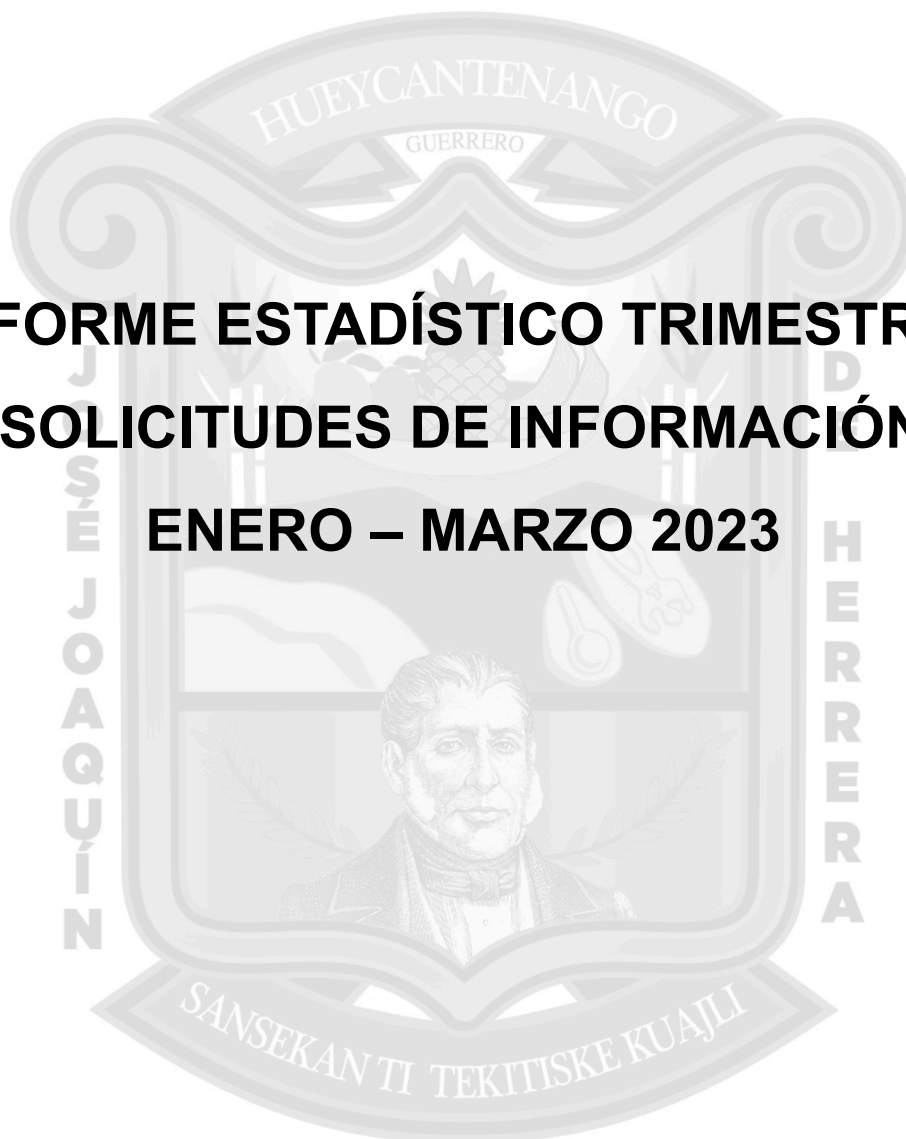 HUEYCANTENANGO
GUERRERO
FORME ESTADÍSTICO TRIMESTR
SOLICITUDES DE INFORMACIÓN
ENERO – MARZO 2023
JOSÉ JOAQUÍN
DE HERRERA
SANSEKAN TI TEKITISKE KUAJLI